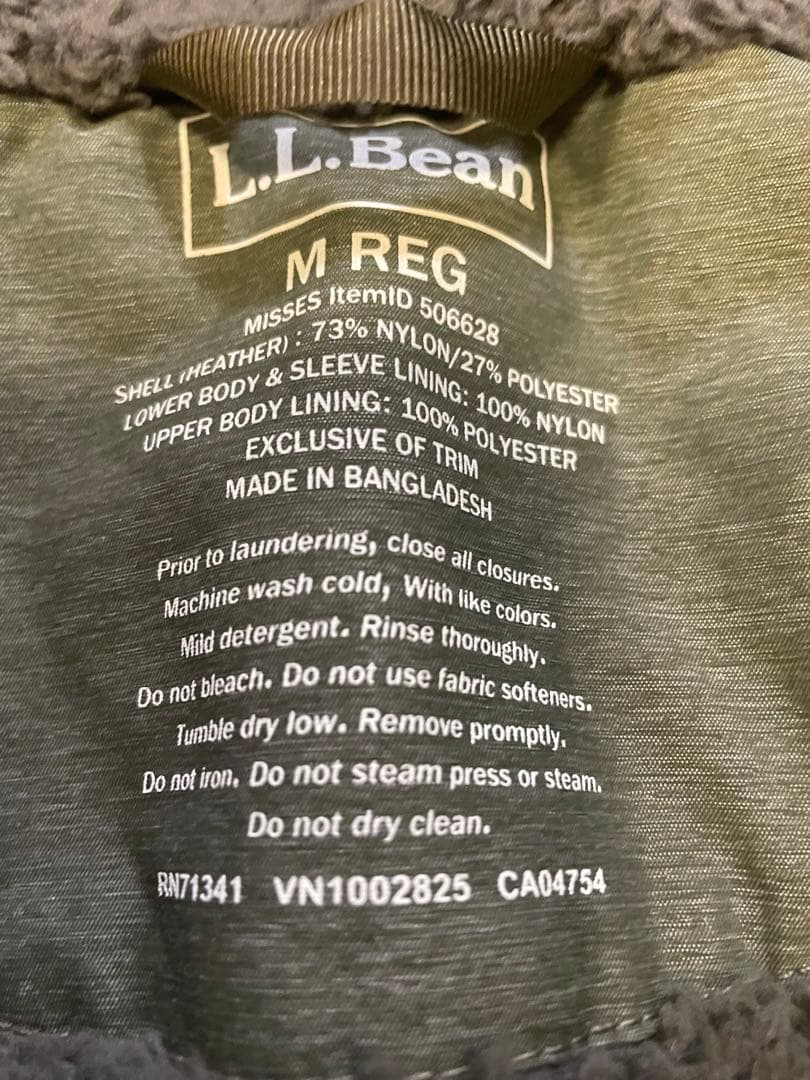 L.L.Bean
M REG
MISSES ItemID 506628
SHELL (HEATHER) : 73% NYLON/27% POLYESTER
LOWER BODY & SLEEVE LINING: 100% NYLON
UPPER BODY LINING: 100% POLYESTER
EXCLUSIVE OF TRIM
MADE IN BANGLADESH
Prior to laundering, close all closures.
Machine wash cold, With like colors.
Mild detergent. Rinse thoroughly.
Do not bleach. Do not use fabric softeners.
Tumble dry low. Remove promptly.
Do not iron. Do not steam press or steam.
Do not dry clean.
RN71341 VN1002825 CA04754